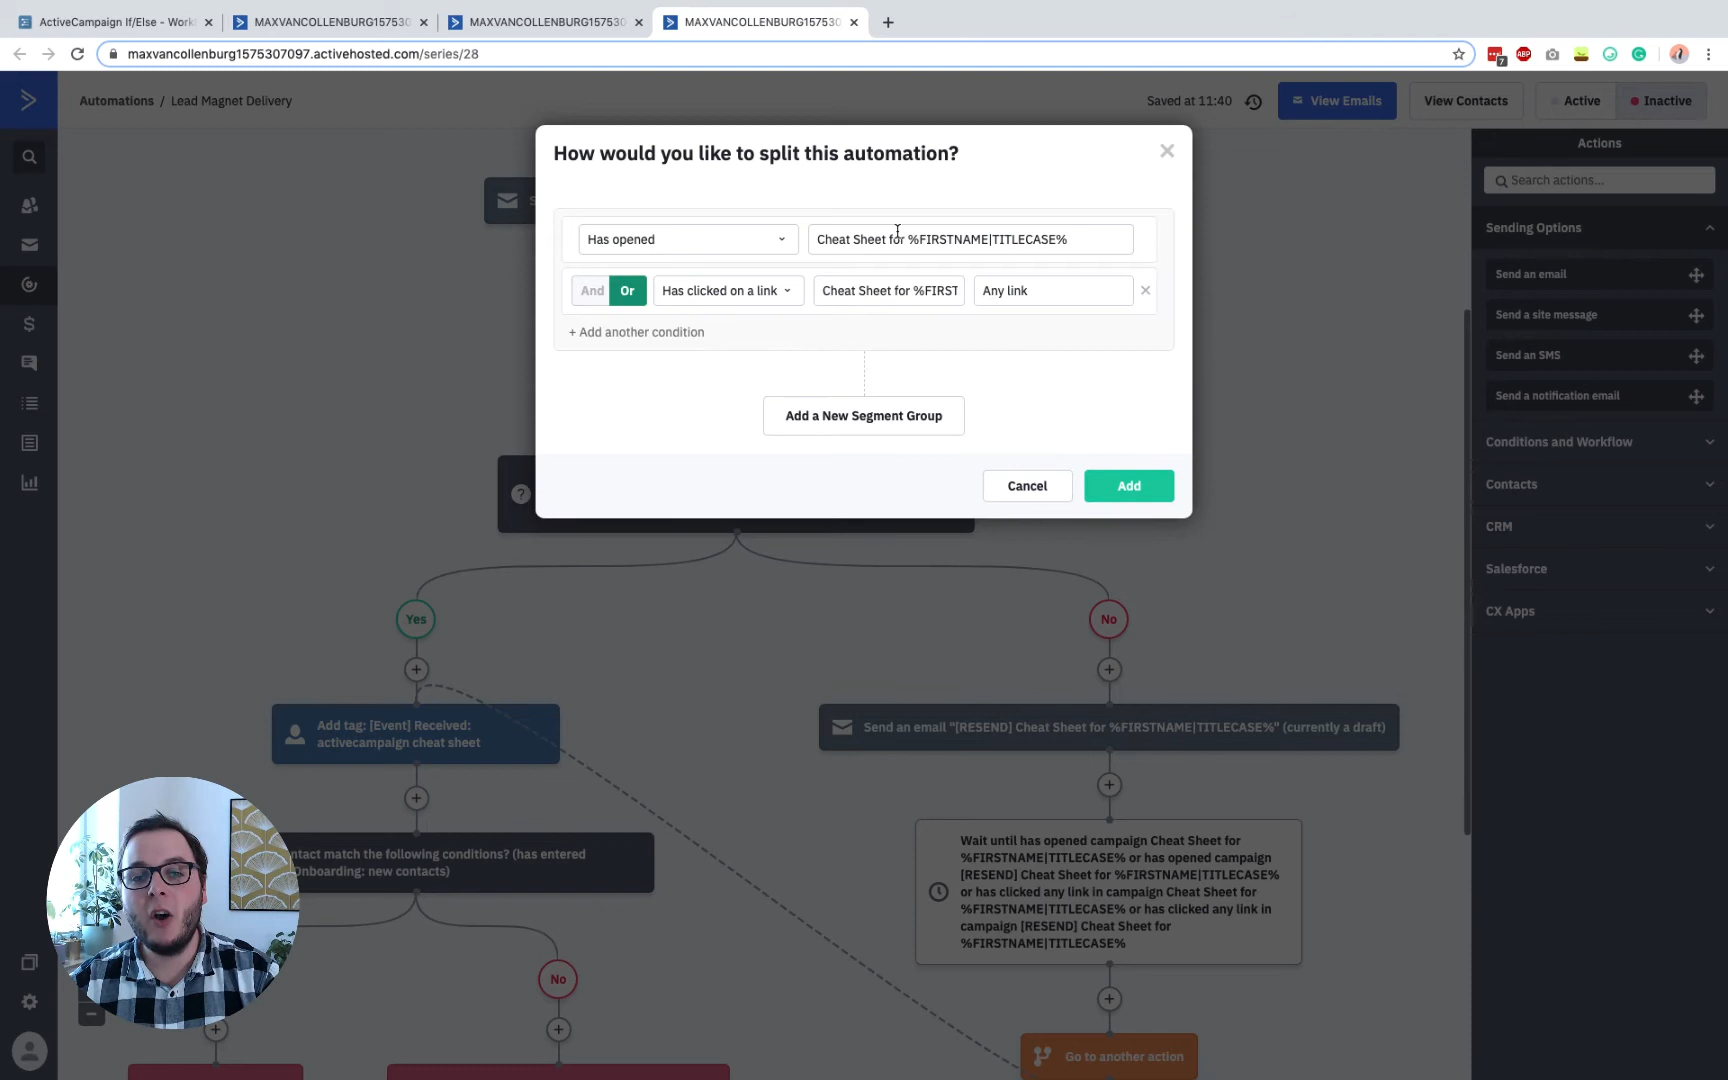 ActiveCampaign If/Else - Work
MAXVANCOLLENBURG15753
MAXVANCOLLENBURG15753
MAXVANCOLLENBURG15753
maxvancollenburg1575307097.activehosted.com/series/28
ABP
7
Automations / Lead Magnet Delivery
Saved at 11:40
View Emails
View Contacts
Active
Inactive
How would you like to split this automation?
Has opened
Cheat Sheet for %FIRSTNAME|TITLECASE%
And
Or
Has clicked on a link
Cheat Sheet for %FIRST
Any link
+ Add another condition
Add a New Segment Group
Cancel
Add
Actions
Search actions...
Sending Options
Send an email
Send a site message
Send an SMS
Send a notification email
Conditions and Workflow
Contacts
CRM
Salesforce
CX Apps
Yes
No
Add tag: [Event] Received:
activecampaign cheat sheet
Send an email "[RESEND] Cheat Sheet for %FIRSTNAME|TITLECASE%" (currently a draft)
ntact match the following conditions? (has entered
Onboarding: new contacts)
Wait until has opened campaign Cheat Sheet for
%FIRSTNAME|TITLECASE% or has opened campaign
[RESEND] Cheat Sheet for %FIRSTNAME|TITLECASE%
or has clicked any link in campaign Cheat Sheet for
%FIRSTNAME|TITLECASE% or has clicked any link in
campaign [RESEND] Cheat Sheet for
%FIRSTNAME|TITLECASE%
No
Go to another action